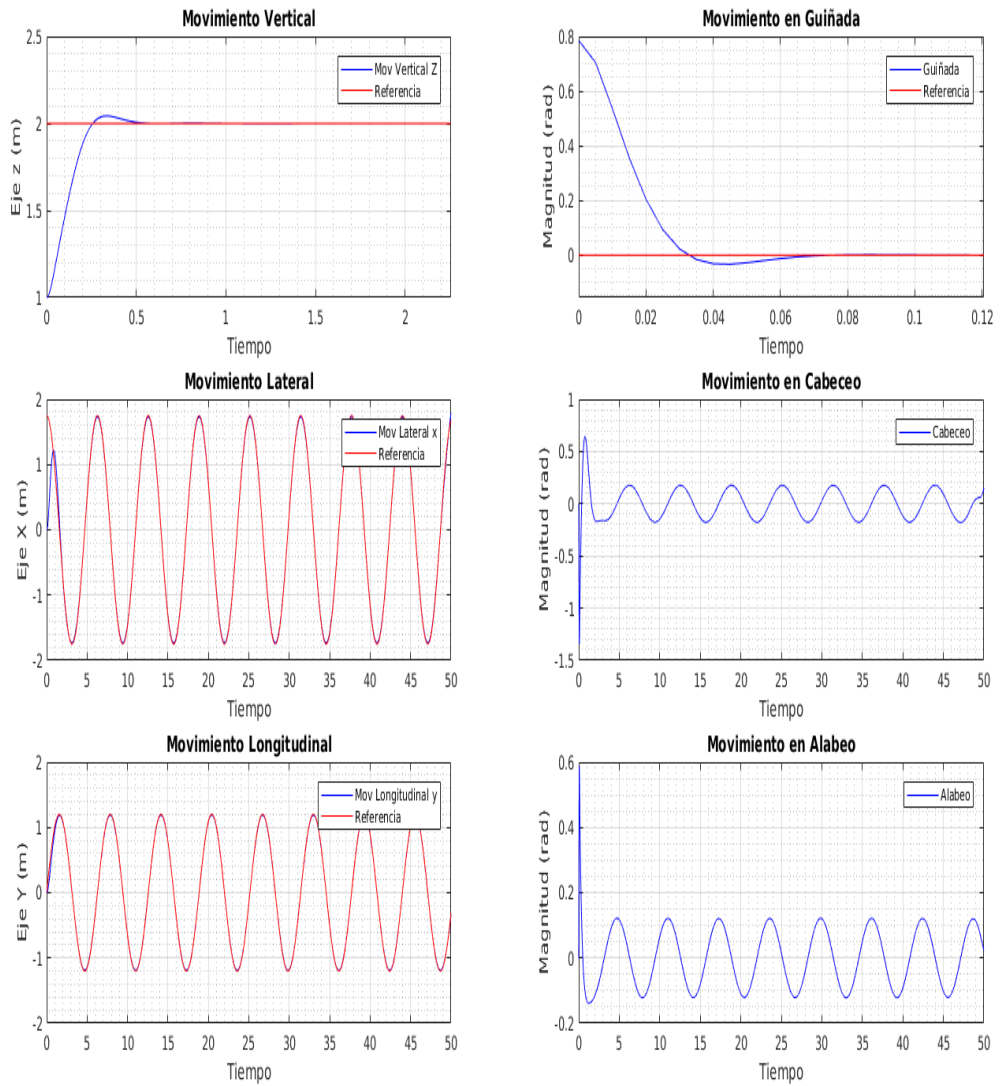 Movimiento Vertical
Eje z (m)
2.5
2
1.5
1
Mov Vertical Z
Referencia
0 0.5 1 1.5 2
Tiempo
Movimiento en Guiñada
Magnitud (rad)
0.8
0.6
0.4
0.2
0
Guiñada
Referencia
0 0.02 0.04 0.06 0.08 0.1 0.12
Tiempo
Movimiento Lateral
Eje X (m)
2
1
0
-1
-2
Mov Lateral x
Referencia
0 5 10 15 20 25 30 35 40 45 50
Tiempo
Movimiento en Cabeceo
Magnitud (rad)
1
0.5
0
-0.5
-1
-1.5
Cabeceo
0 5 10 15 20 25 30 35 40 45 50
Tiempo
Movimiento Longitudinal
Eje Y (m)
2
1
0
-1
-2
Mov Longitudinal y
Referencia
0 5 10 15 20 25 30 35 40 45 50
Tiempo
Movimiento en Alabeo
Magnitud (rad)
0.6
0.4
0.2
0
-0.2
Alabeo
0 5 10 15 20 25 30 35 40 45 50
Tiempo